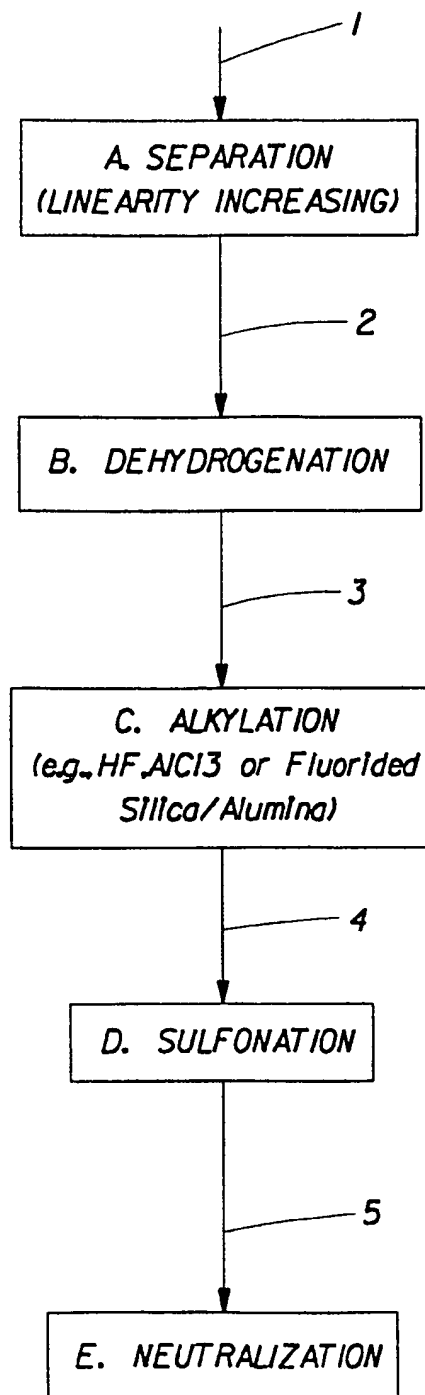 1
A. SEPARATION
(LINEARITY INCREASING)
2
B. DEHYDROGENATION
3
C. ALKYLATION
(e.g., HF, AlCl3 or Fluorided
Silica/Alumina)
4
D. SULFONATION
5
E. NEUTRALIZATION